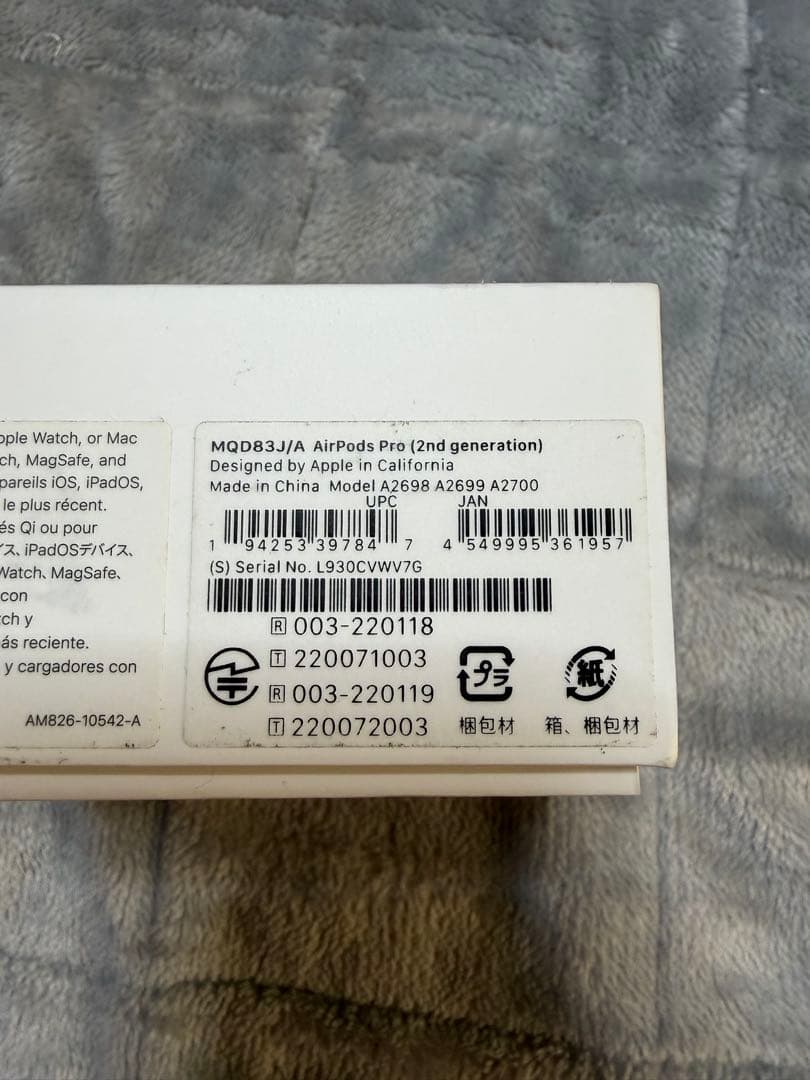 pple Watch, or Mac
ch, MagSafe, and
pareils iOS, iPadOS,
le plus récent.
és Qi ou pour
イス、iPadOSデバイス、
Watch、MagSafe、
con
tch y
ás reciente.
y cargadores con
AM826-10542-A
MQD83J/A AirPods Pro (2nd generation)
Designed by Apple in California
Made in China Model A2698 A2699 A2700
UPC JAN
1 94253 39784 7 4 549995 361957
(S) Serial No. L930CVWV7G
R 003-220118
T 220071003
R 003-220119
T 220072003
プラ
梱包材
紙
箱、梱包材